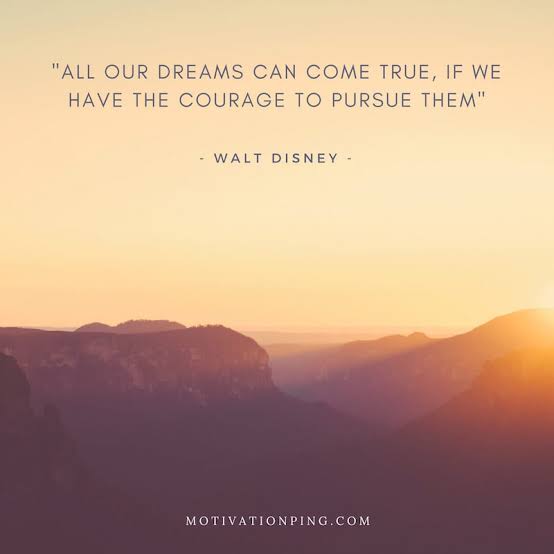 "ALL OUR DREAMS CAN COME TRUE, IF WE
HAVE THE COURAGE TO PURSUE THEM"
- WALT DISNEY -
MOTIVATIONPING.COM